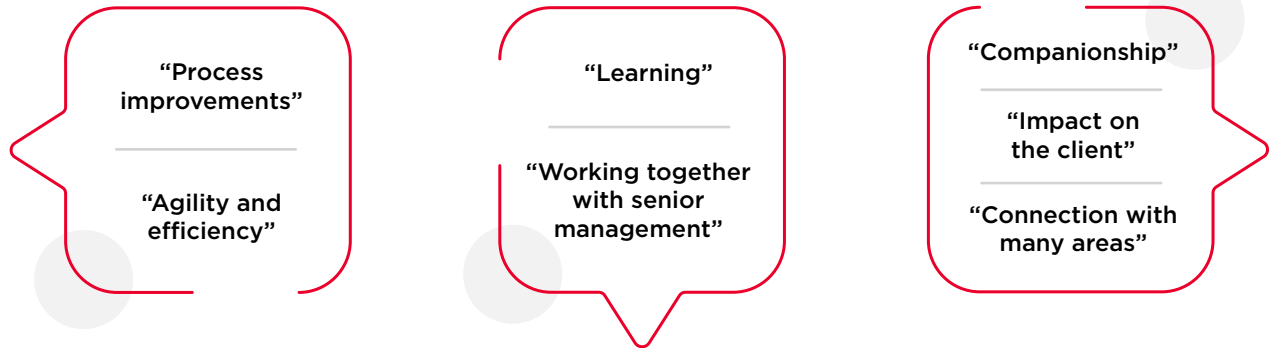 “Process
improvements”
“Agility and
efficiency”
“Learning”
“Working together
with senior
management”
“Companionship”
“Impact on
the client”
“Connection with
many areas”